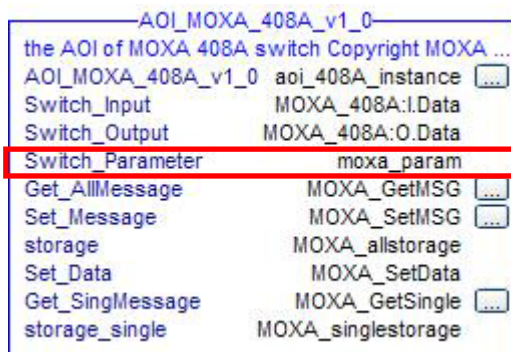 AOI_MOXA_408A_v1_0
the AOI of MOXA 408A switch Copyright MOXA ...
AOI_MOXA_408A_v1_0 aoi_408A_instance ...
Switch_Input MOXA_408A:I.Data
Switch_Output MOXA_408A:O.Data
Switch_Parameter moxa_param
Get_AllMessage MOXA_GetMSG ...
Set_Message MOXA_SetMSG ...
storage MOXA_allstorage
Set_Data MOXA_SetData
Get_SingMessage MOXA_GetSingle ...
storage_single MOXA_singlestorage